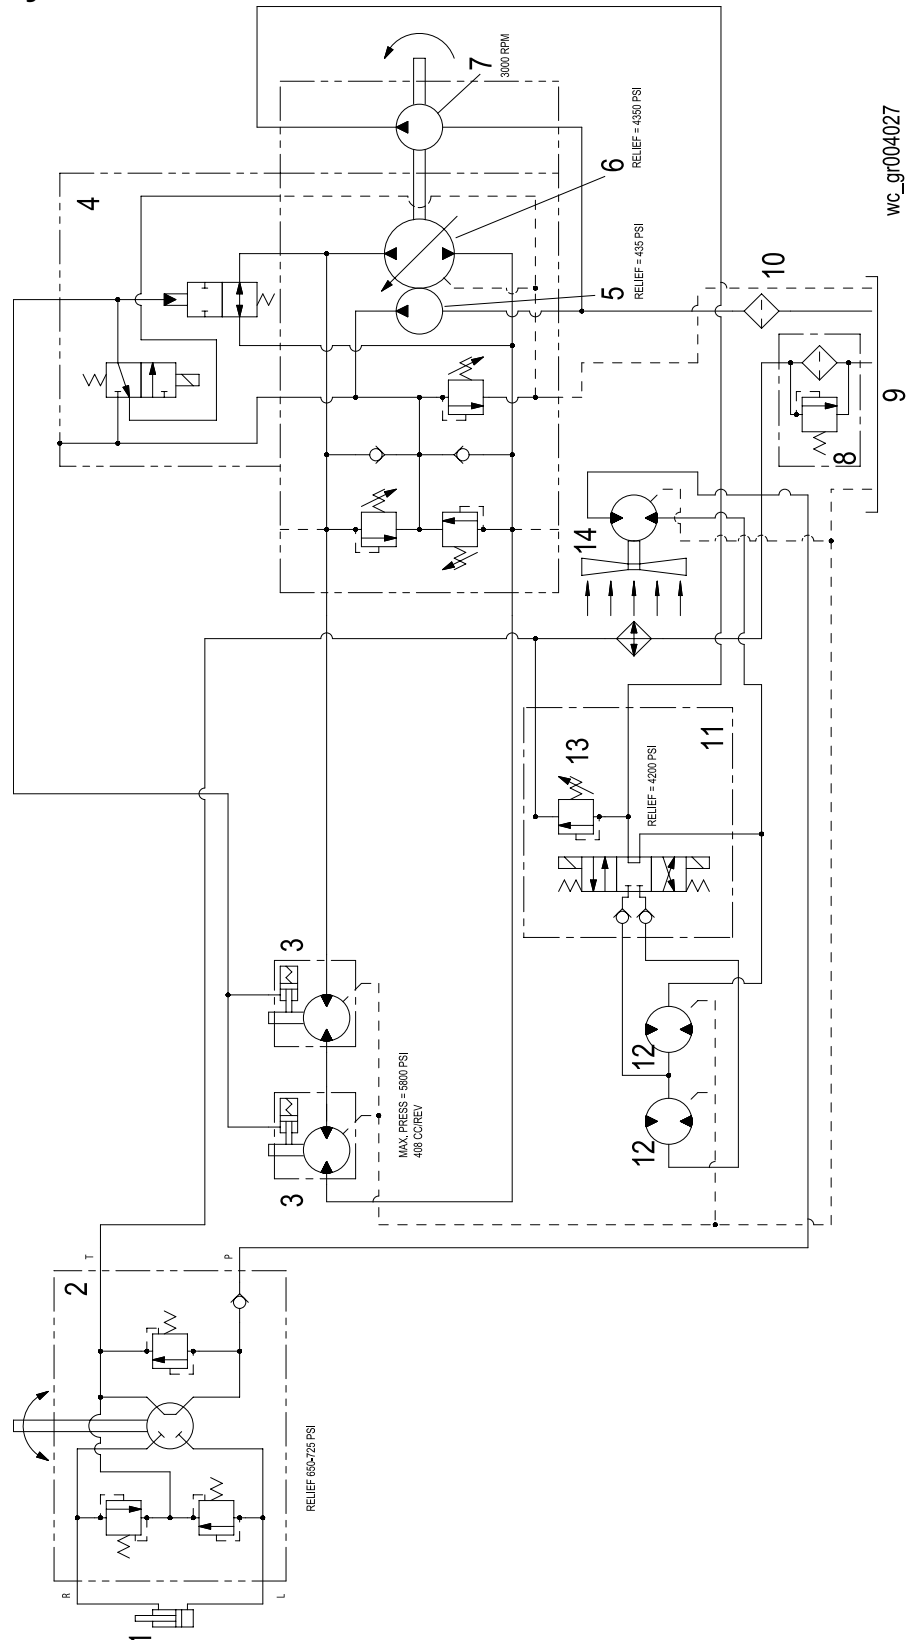 7
3000 RPM
4
6
RELIEF = 4350 PSI
5
RELIEF = 435 PSI
10
wc_gr004027
9
8
14
13
11
RELIEF = 4200 PSI
3
12
MAX. PRESS = 5800 PSI
408 CC/REV
12
3
T
P
2
RELIEF 650-725 PSI
R
L
1